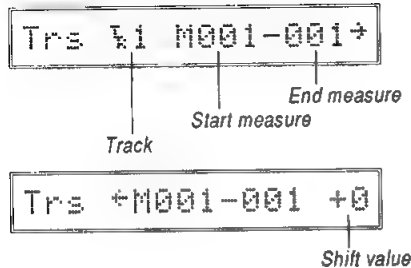 Trs ␦1 M001-001→
End measure
Start measure
Track
Trs ←M001-001 +0
Shift value